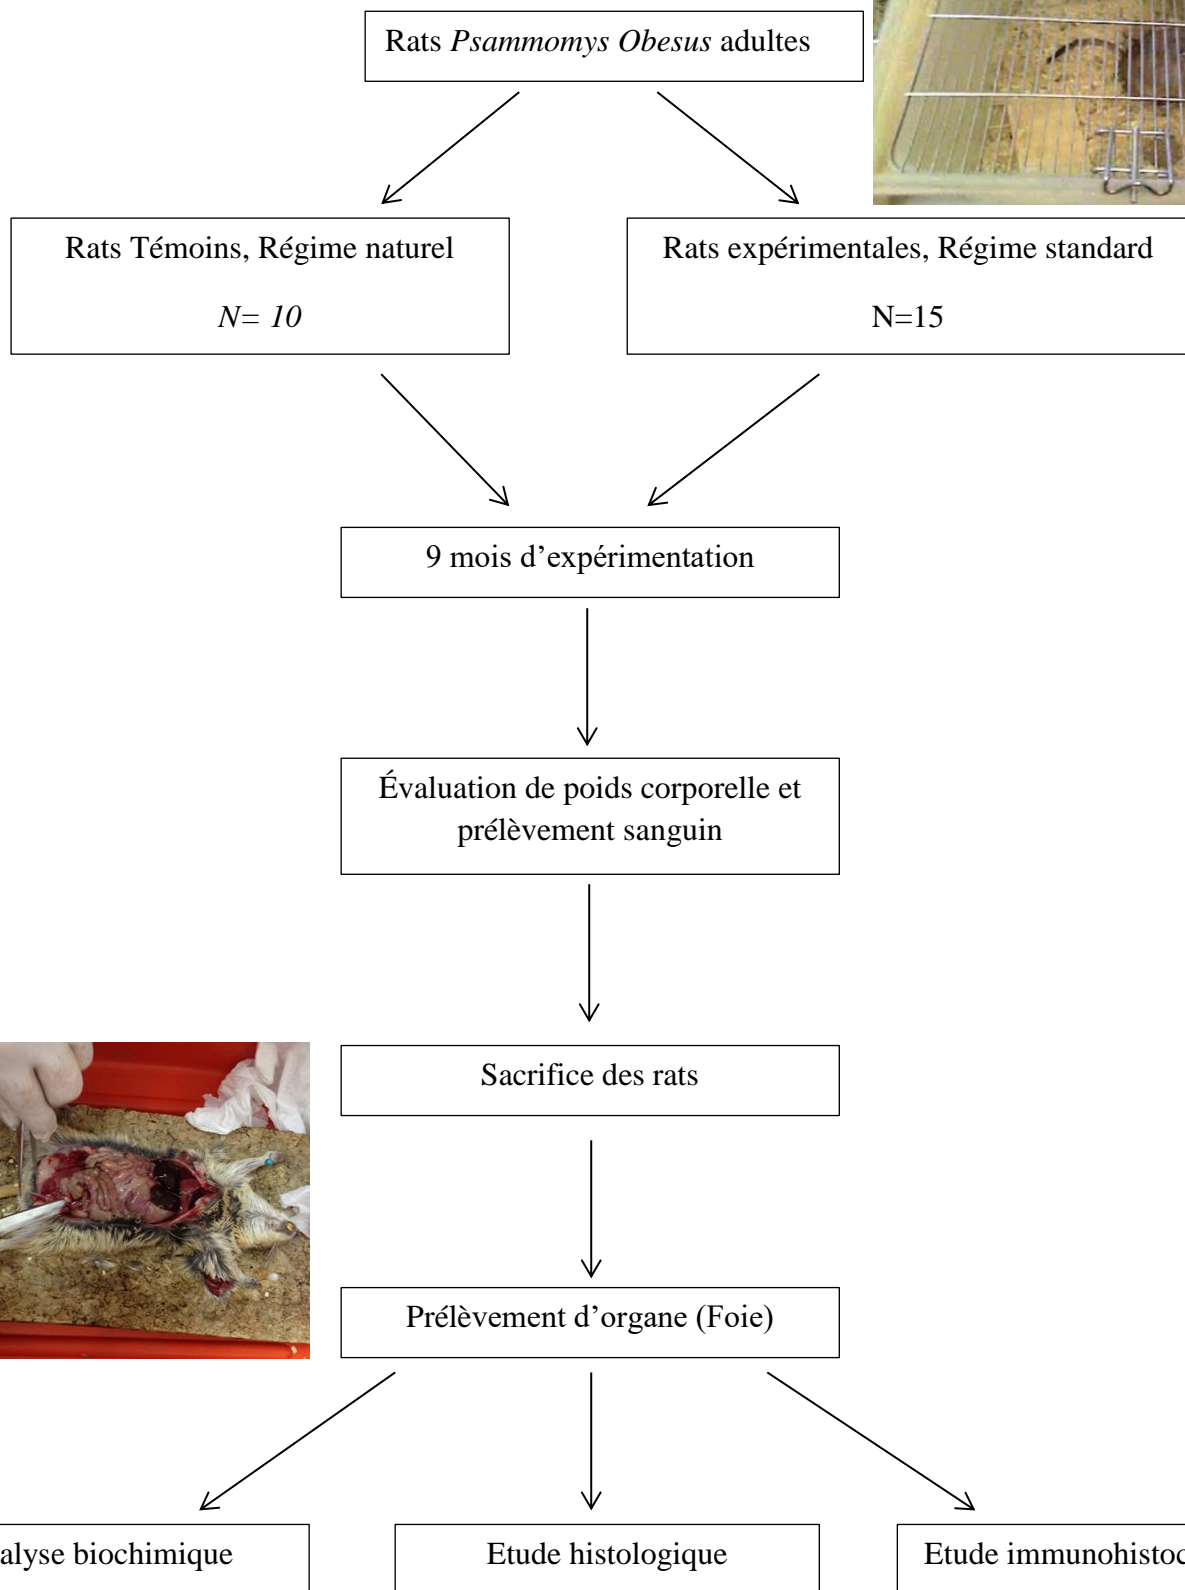 Rats Psammomys Obesus adultes
Rats Témoins, Régime naturel
N= 10
Rats expérimentales, Régime standard
N=15
9 mois d’expérimentation
Évaluation de poids corporelle et
prélèvement sanguin
Sacrifice des rats
Prélèvement d’organe (Foie)
alyse biochimique
Etude histologique
Etude immunohistoc